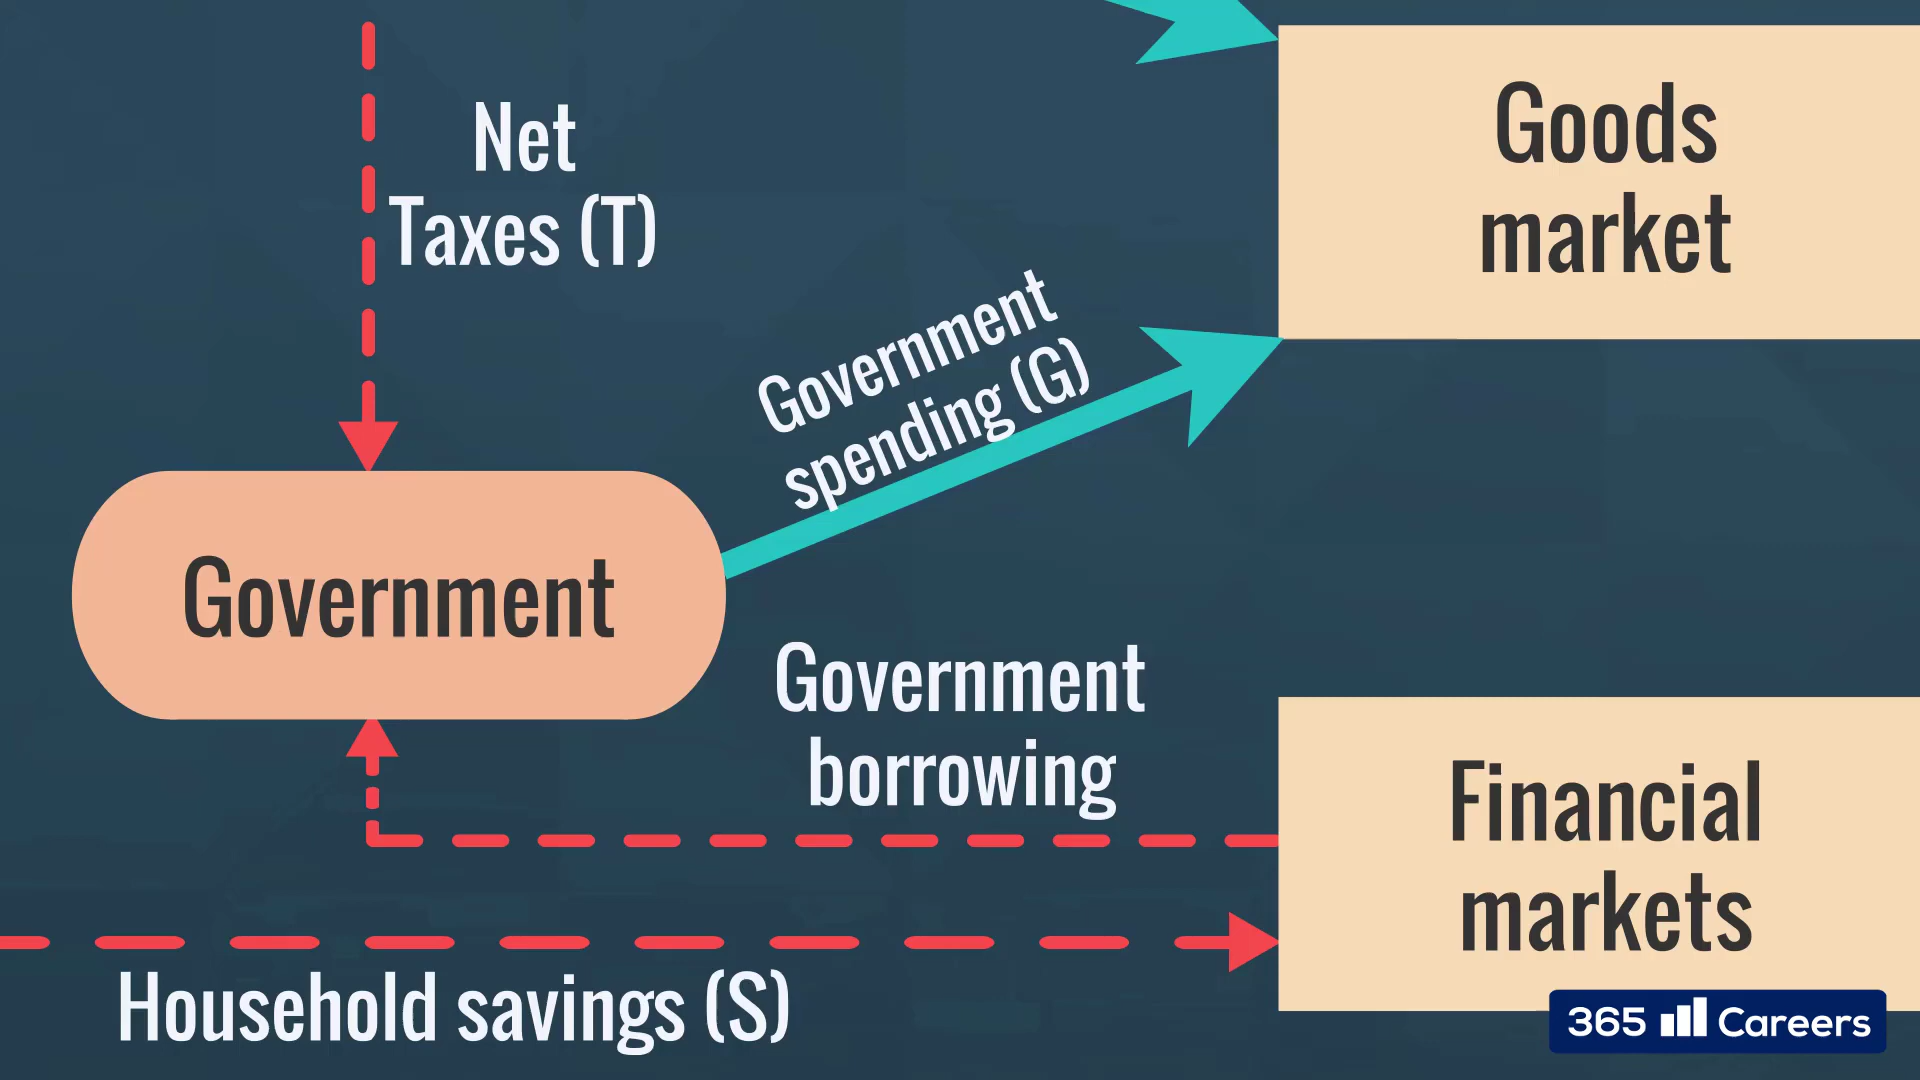 Net
Taxes (T)
Goods
market
Government
spending (G)
Government
Government
borrowing
Financial
markets
Household savings (S)
365 Careers